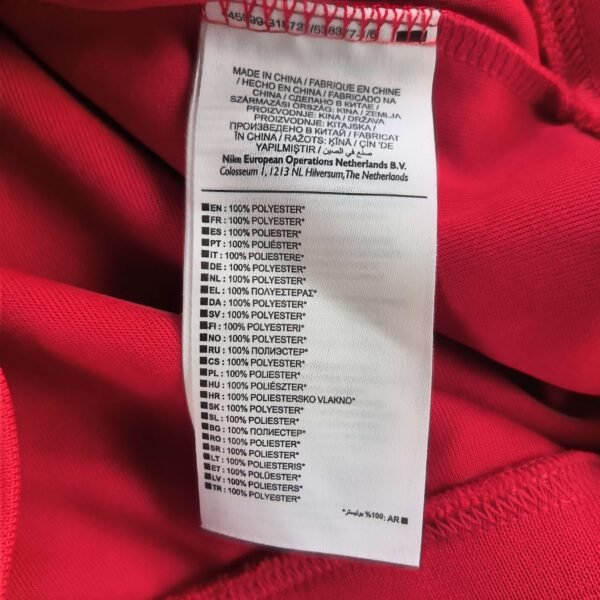 MADE IN CHINA / FABRIQUE EN CHINE
/ HECHO EN CHINA / FABRICADO NA
CHINA / СДЕЛАНО В КИТАЕ /
SZÁRMAZÁSI ORSZÁG: KÍNA / ZEMLJA
PROIZVODNJE: KINA / DRŽAVA
PROIZVODNJE: KITAJSKA /
ПРОИЗВЕДЕНО В КИТАЙ / FABRICAT
ÎN CHINA / RAŽOTS: ĶĪNĀ / ÇİN 'DE
YAPILMIŞTIR / صنع في الصين
Nike European Operations Netherlands B.V.
Colosseum 1, 1213 NL Hilversum, The Netherlands
EN : 100% POLYESTER*
FR : 100% POLYESTER*
ES : 100% POLIÉSTER*
PT : 100% POLIÉSTER*
IT : 100% POLIESTERE*
DE : 100% POLYESTER*
NL : 100% POLYESTER*
EL : 100% ΠΟΛΥΕΣΤΕΡΑΣ*
DA : 100% POLYESTER*
SV : 100% POLYESTER*
FI : 100% POLYESTERI*
NO : 100% POLYESTER*
RU : 100% ПОЛИЭСТЕР*
CS : 100% POLYESTER*
PL : 100% POLIESTER*
HU : 100% POLIÉSZTER*
HR : 100% POLIESTERSKO VLAKNO*
SK : 100% POLYESTER*
SL : 100% POLIESTER*
BG : 100% ПОЛИЕСТЕР*
RO : 100% POLIESTER*
SR : 100% POLIESTER*
LT : 100% POLIESTERIS*
ET : 100% POLÜESTER*
LV : 100% POLIESTERS*
TR : 100% POLYESTER*
AR : 100% بوليستر*